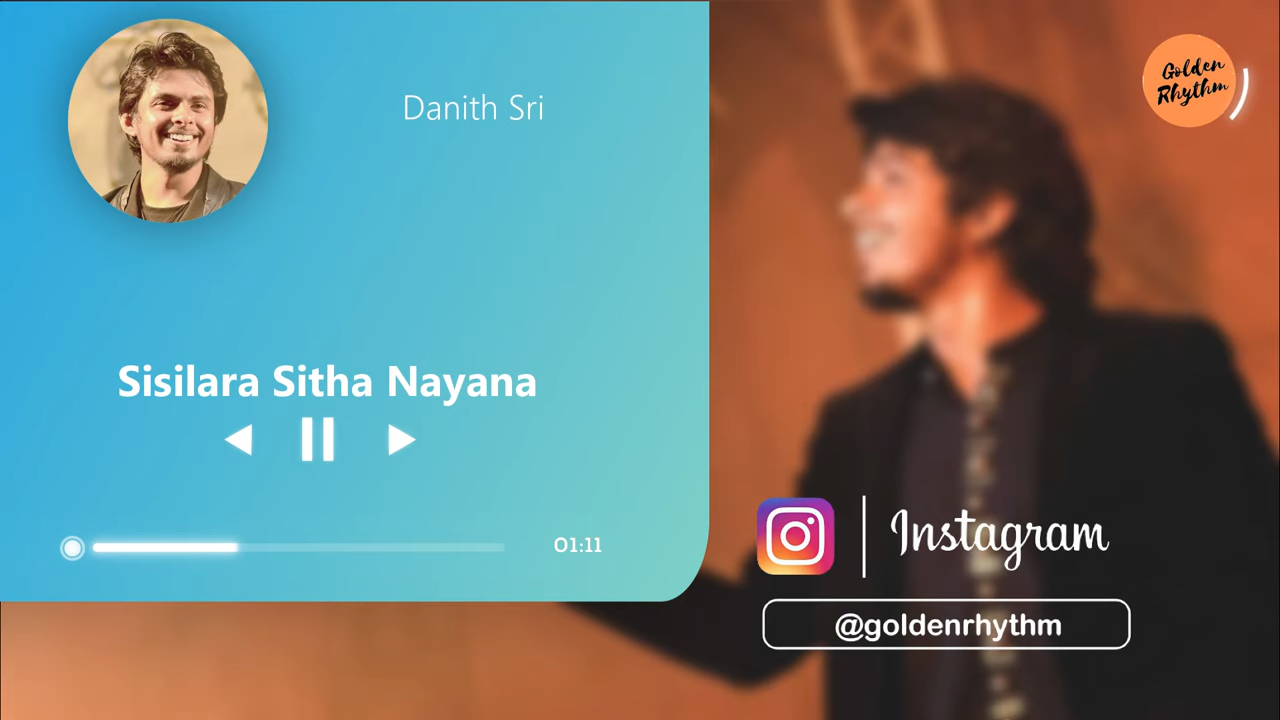 Danith Sri
Golden
Rhythm
Sisilara Sitha Nayana
01:11
Instagram
@goldenrhythm